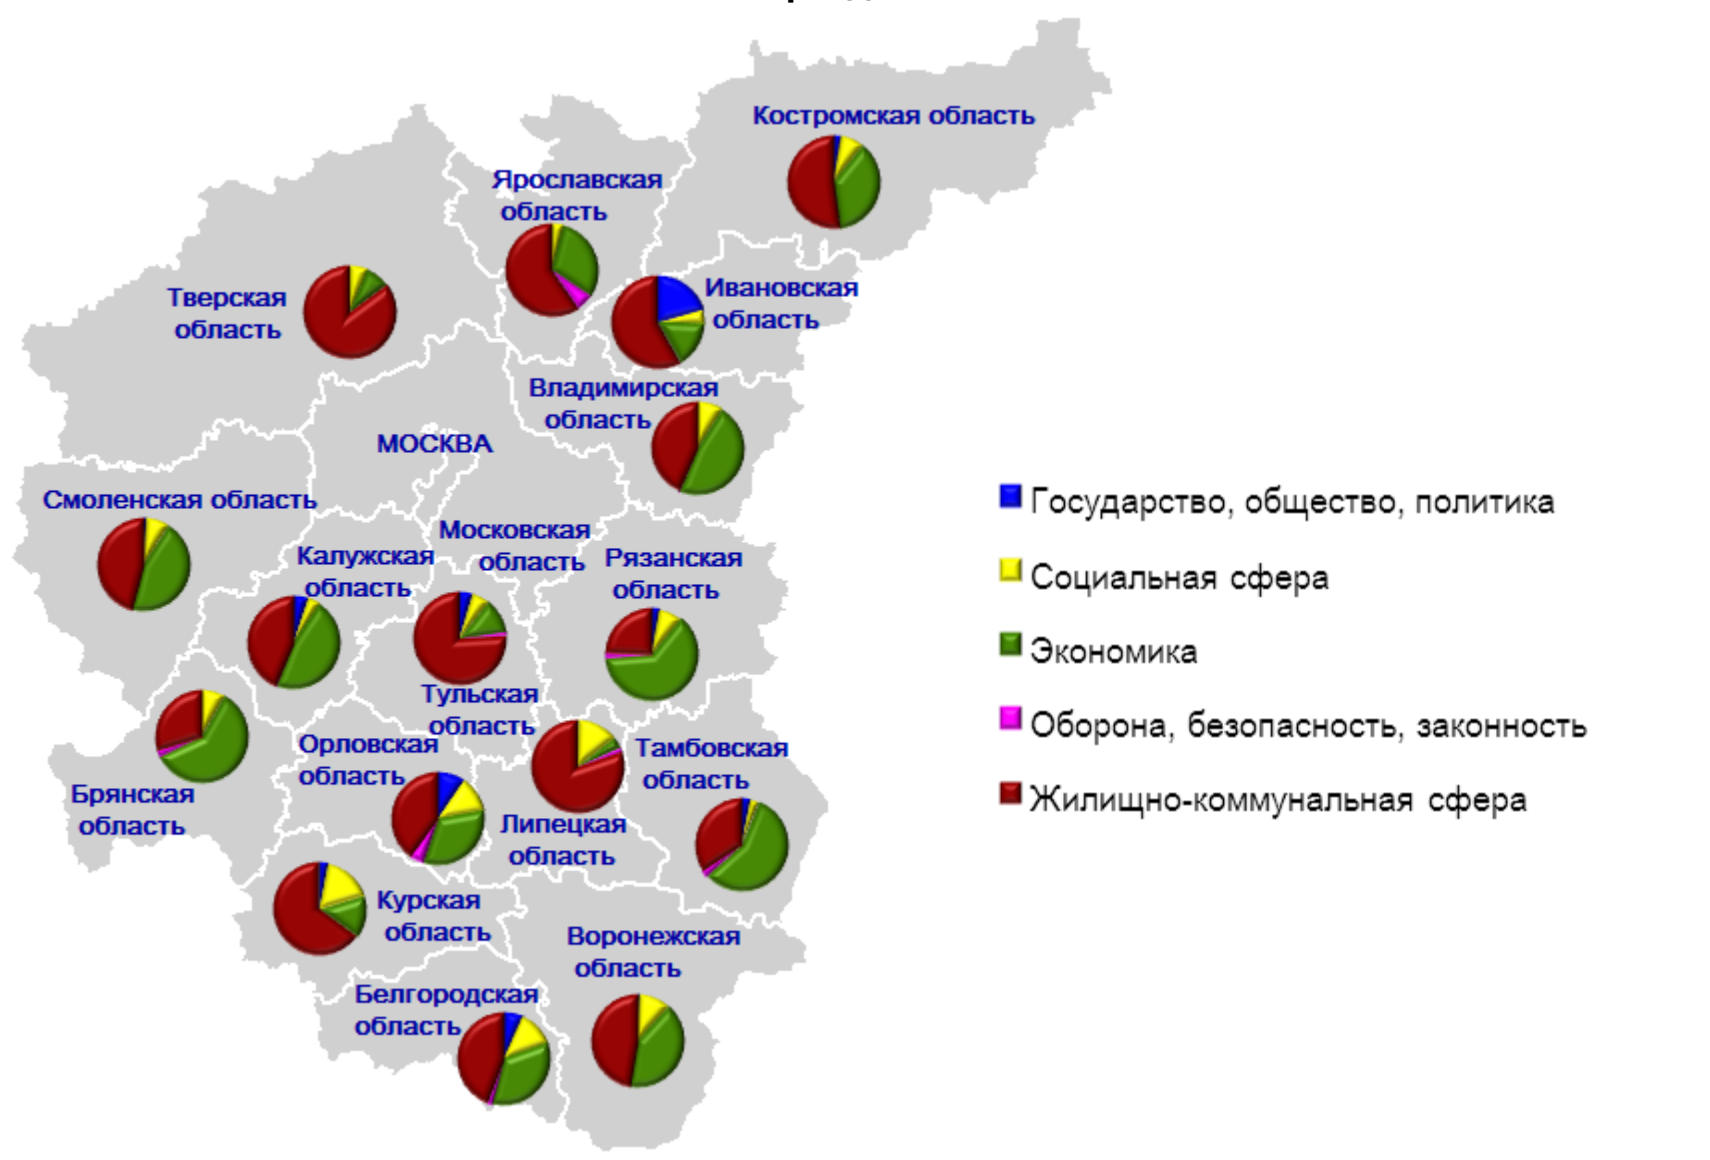 Костромская область
Ярославская
область
Тверская
область
Ивановская
область
Владимирская
область
МОСКВА
Смоленская область
Московская
область
Калужская
область
Рязанская
область
Тульская
область
Орловская
область
Тамбовская
область
Брянская
область
Липецкая
область
Курская
область
Воронежская
область
Белгородская
область
Государство, общество, политика
Социальная сфера
Экономика
Оборона, безопасность, законность
Жилищно-коммунальная сфера